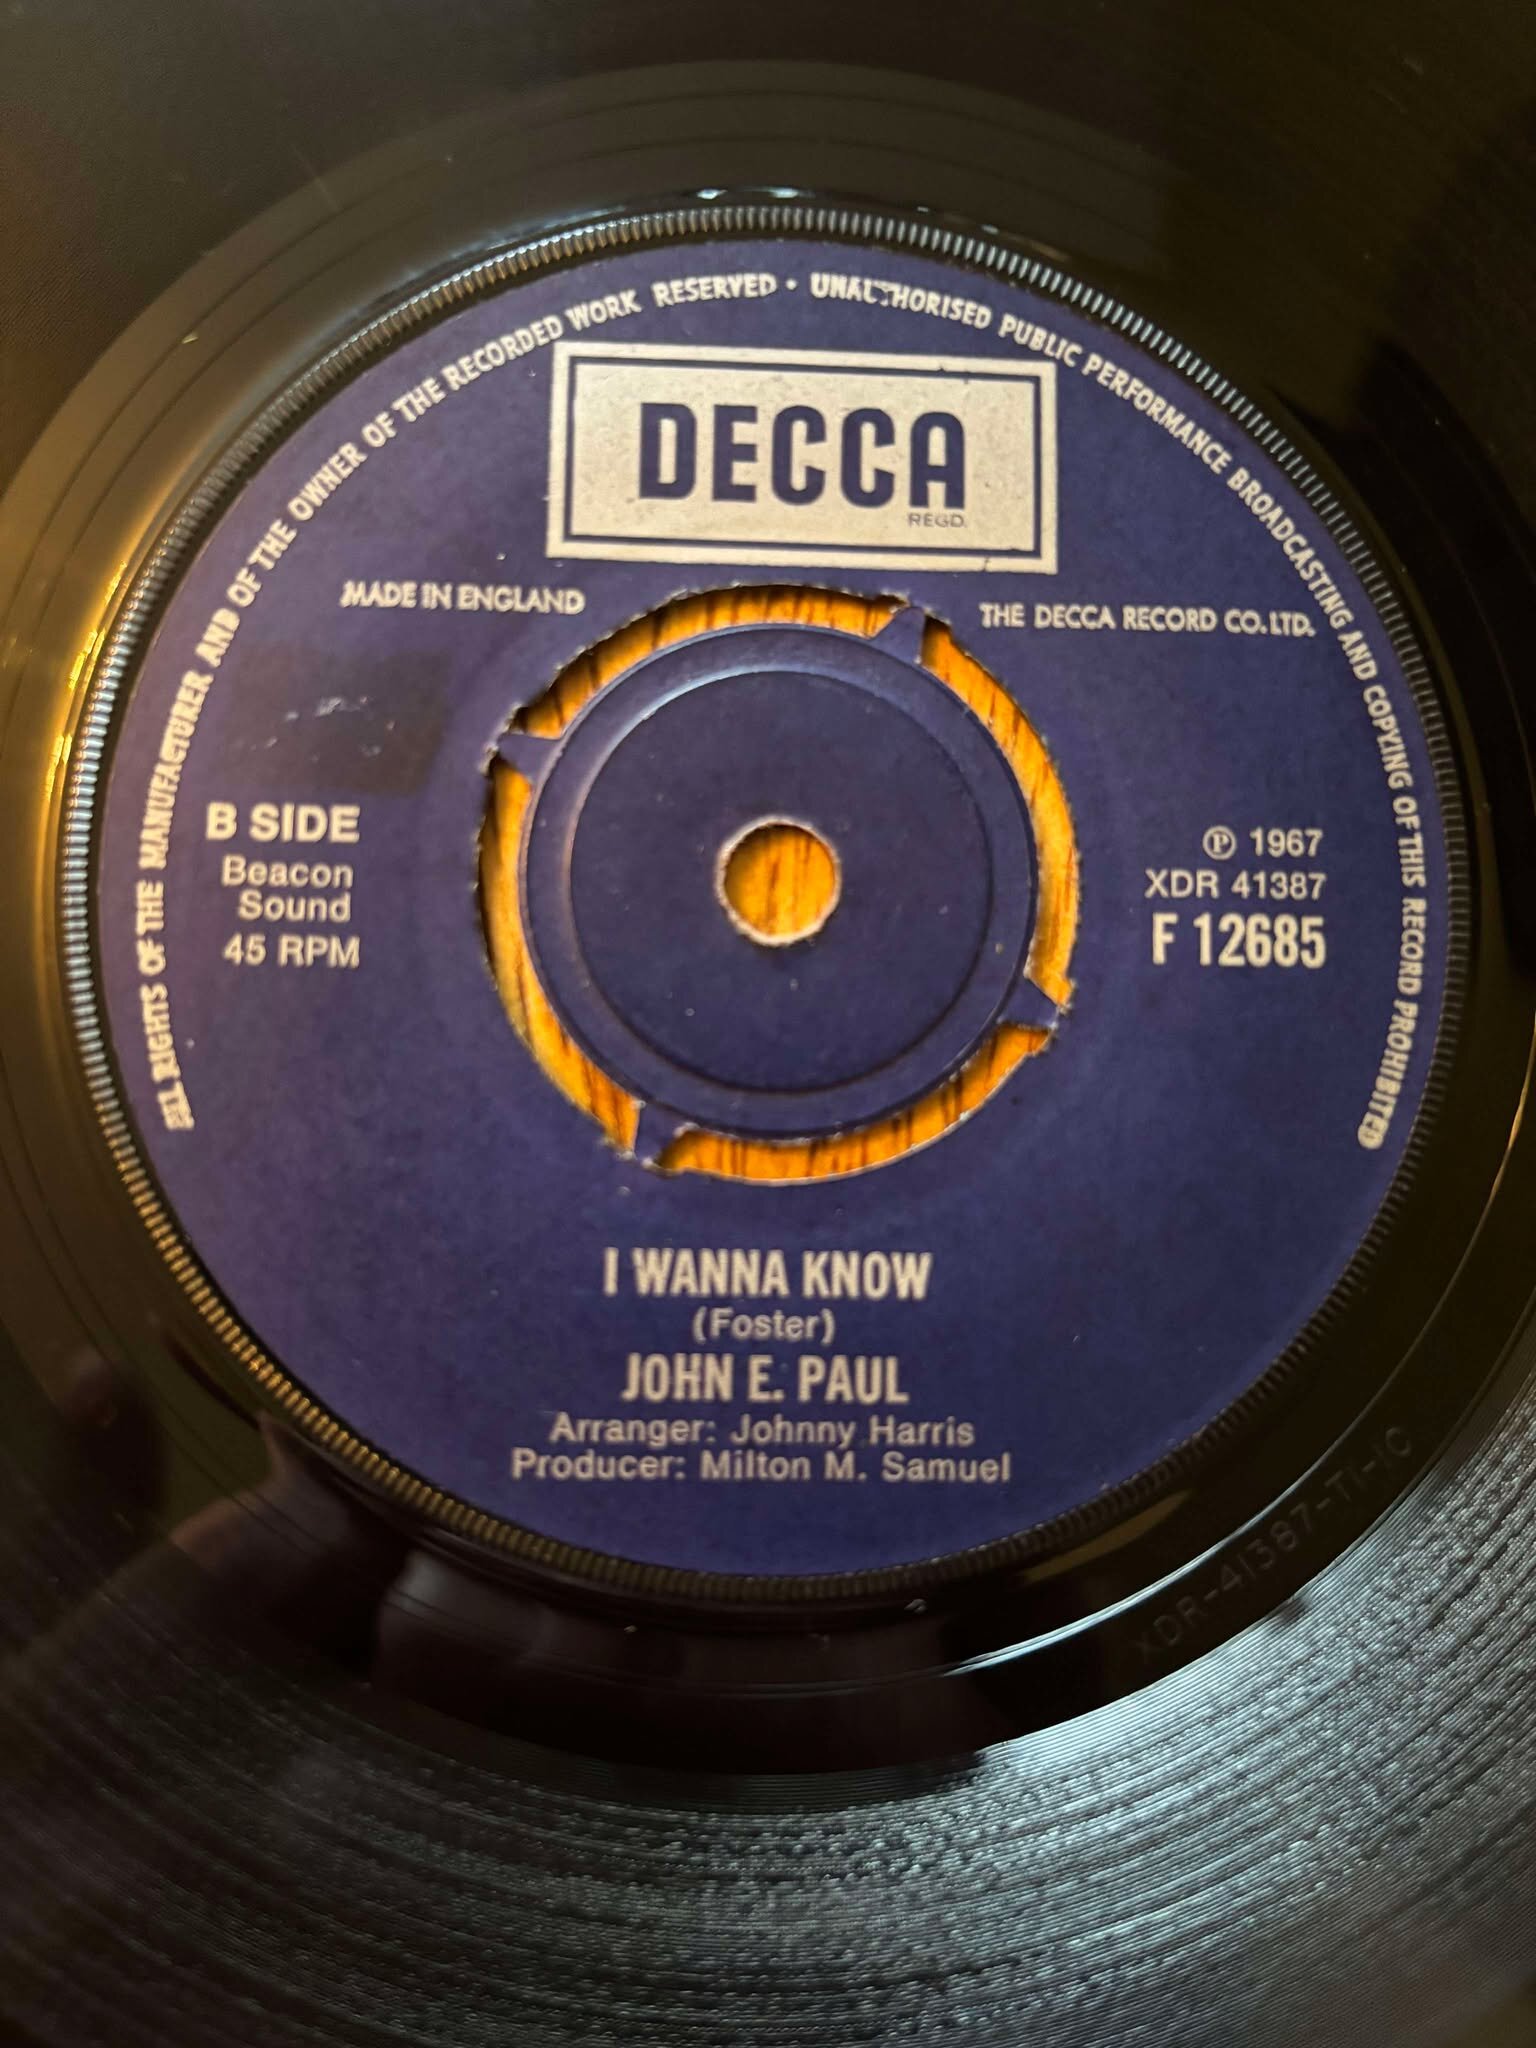 ALL RIGHTS OF THE MANUFACTURER AND OF THE OWNER OF THE RECORDED WORK RESERVED · UNAUTHORISED PUBLIC PERFORMANCE BROADCASTING AND COPYING OF THIS RECORD PROHIBITED
DECCA
REGD.
MADE IN ENGLAND
THE DECCA RECORD CO. LTD.
B SIDE
Beacon
Sound
45 RPM
℗ 1967
XDR 41387
F 12685
I WANNA KNOW
(Foster)
JOHN E. PAUL
Arranger: Johnny Harris
Producer: Milton M. Samuel
XDR-41387-T1-1C